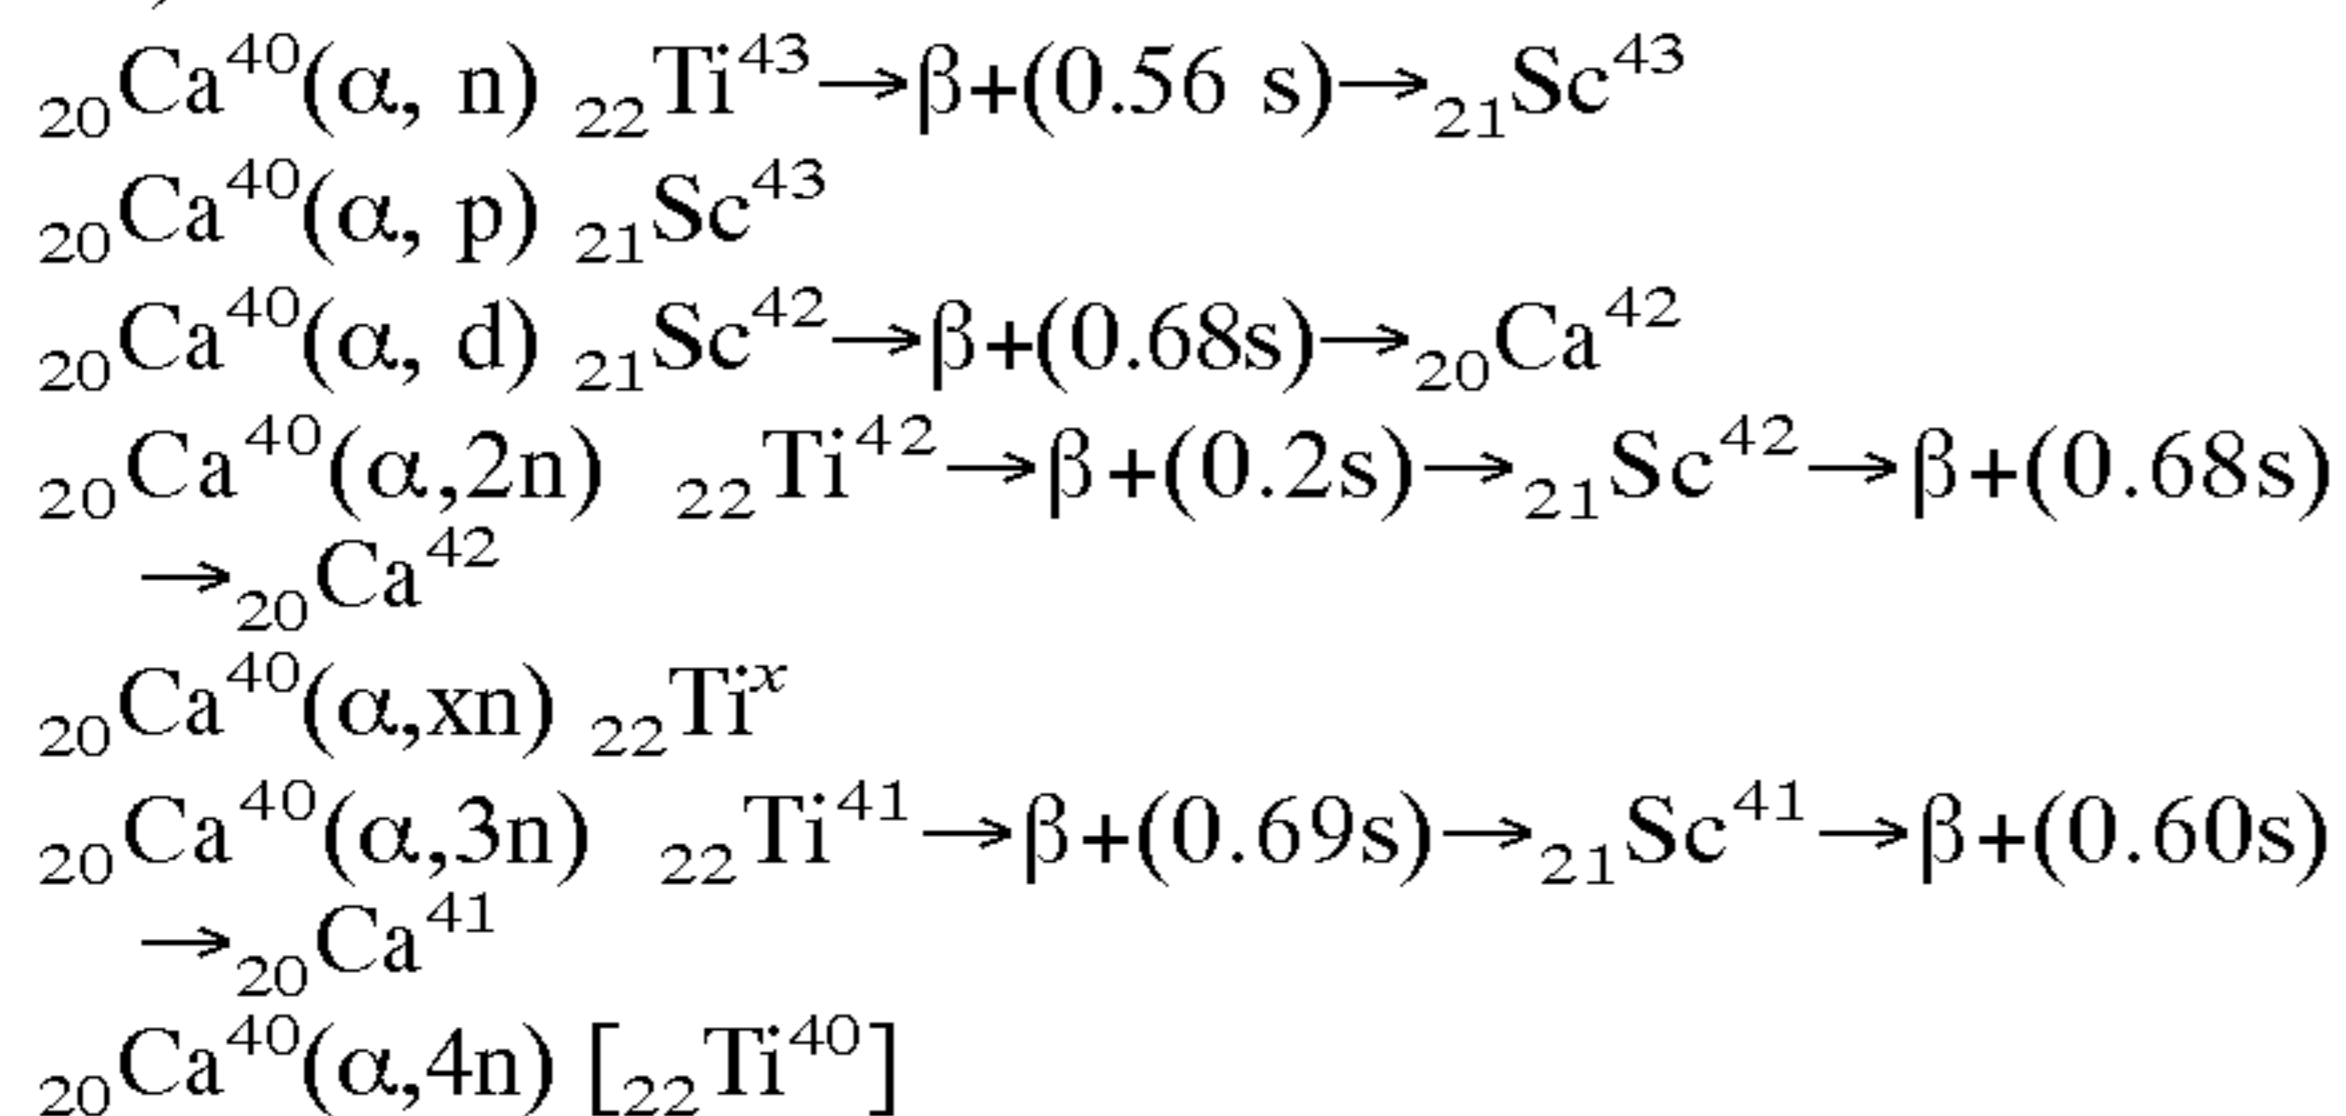 ₂₀Ca⁴⁰(α, n) ₂₂Ti⁴³→β+(0.56 s)→₂₁Sc⁴³
₂₀Ca⁴⁰(α, p) ₂₁Sc⁴³
₂₀Ca⁴⁰(α, d) ₂₁Sc⁴²→β+(0.68s)→₂₀Ca⁴²
₂₀Ca⁴⁰(α,2n) ₂₂Ti⁴²→β+(0.2s)→₂₁Sc⁴²→β+(0.68s)
→₂₀Ca⁴²
₂₀Ca⁴⁰(α,xn) ₂₂Tiˣ
₂₀Ca⁴⁰(α,3n) ₂₂Ti⁴¹→β+(0.69s)→₂₁Sc⁴¹→β+(0.60s)
→₂₀Ca⁴¹
₂₀Ca⁴⁰(α,4n) [₂₂Ti⁴⁰]